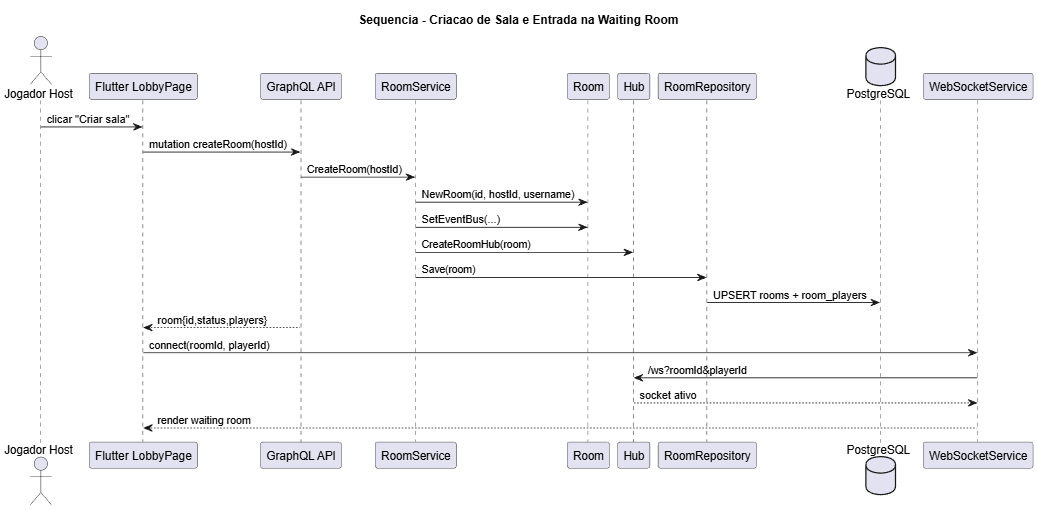 Sequencia - Criacao de Sala e Entrada na Waiting Room
Jogador Host
Flutter LobbyPage
GraphQL API
RoomService
Room
Hub
RoomRepository
PostgreSQL
WebSocketService
clicar "Criar sala"
mutation createRoom(hostId)
CreateRoom(hostId)
NewRoom(id, hostId, username)
SetEventBus(...)
CreateRoomHub(room)
Save(room)
UPSERT rooms + room_players
room{id,status,players}
connect(roomId, playerId)
/ws?roomId&playerId
socket ativo
render waiting room
Jogador Host
Flutter LobbyPage
GraphQL API
RoomService
Room
Hub
RoomRepository
PostgreSQL
WebSocketService